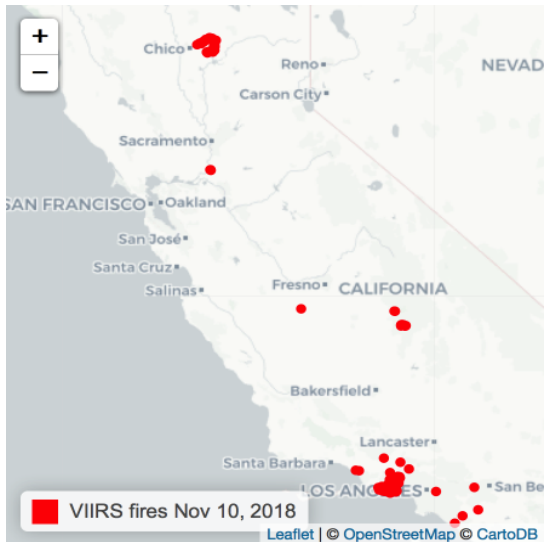 +
−
Chico
Reno
NEVAD
Carson City
Sacramento
SAN FRANCISCO
Oakland
San José
Santa Cruz
Salinas
Fresno
CALIFORNIA
Bakersfield
Lancaster
Santa Barbara
LOS ANGELES
San Be
VIIRS fires Nov 10, 2018
Leaflet | © OpenStreetMap © CartoDB